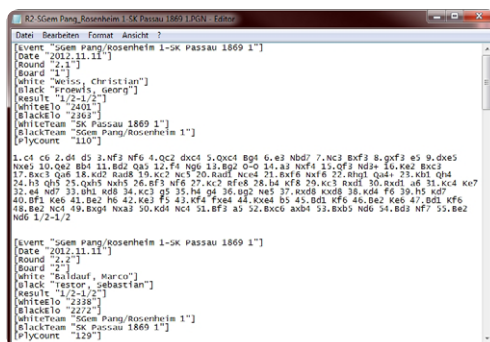 R2-SGem Pang_Rosenheim 1-SK Passau 1869 1.PGN - Editor
Datei Bearbeiten Format Ansicht ?
[Event "SGem Pang/Rosenheim 1-SK Passau 1869 1"]
[Date "2012.11.11"]
[Round "2.1"]
[Board "1"]
[White "Weiss, Christian"]
[Black "Froewis, Georg"]
[Result "1/2-1/2"]
[WhiteElo "2401"]
[BlackElo "2363"]
[WhiteTeam "SK Passau 1869 1"]
[BlackTeam "SGem/Rosenheim 1"]
[PlyCount "110"]
1.c4 c6 2.d4 d5 3.Nf3 Nf6 4.Qc2 dxc4 5.Qxc4 Bg4 6.e3 Nbd7 7.Nc3 Bxf3 8.gxf3 e5 9.dxe5
Nxe5 10.Qe2 Bb4 11.Bd2 Qa5 12.f4 Ng6 13.Bg2 O-O 14.a3 Nxf4 15.Qf3 Nd3+ 16.Ke2 Bxc3
17.Bxc3 Qa6 18.Kd2 Rad8 19.Kc2 Nc5 20.Rad1 Nce4 21.Bxf6 Nxf6 22.Rhg1 Qa4+ 23.Kb1 Qh4
24.h3 Qh5 25.Qxh5 Nxh5 26.Bf3 Nf6 27.Kc2 Rfe8 28.b4 Kf8 29.Kc3 Rxd1 30.Rxd1 a6 31.Kc4 Ke7
32.e4 Nd7 33.Bh1 Rd8 34.Kc3 g5 35.h4 g4 36.Bg2 Ne5 37.Rxd8 Kxd8 38.Kd4 f6 39.h5 Kd7
40.Bf1 Ke6 41.Be2 h6 42.Ke3 f5 43.Kf4 fxe4 44.Kxe4 b5 45.Bd1 Kf6 46.Be2 Ke6 47.Bd1 Kf6
48.Be2 Nc4 49.Bxg4 Nxa3 50.Kd4 Nc4 51.Bf3 a5 52.Bxc6 axb4 53.Bxb5 Nd6 54.Bd3 Nf7 55.Be2
Nd6 1/2-1/2
[Event "SGem Pang/Rosenheim 1-SK Passau 1869 1"]
[Date "2012.11.11"]
[Round "2.2"]
[Board "2"]
[White "Baldauf, Marco"]
[Black "Testor, Sebastian"]
[Result "1/2-1/2"]
[WhiteElo "2338"]
[BlackElo "2272"]
[WhiteTeam "SGem Pang/Rosenheim 1"]
[BlackTeam "SK Passau 1869 1"]
[PlyCount "129"]